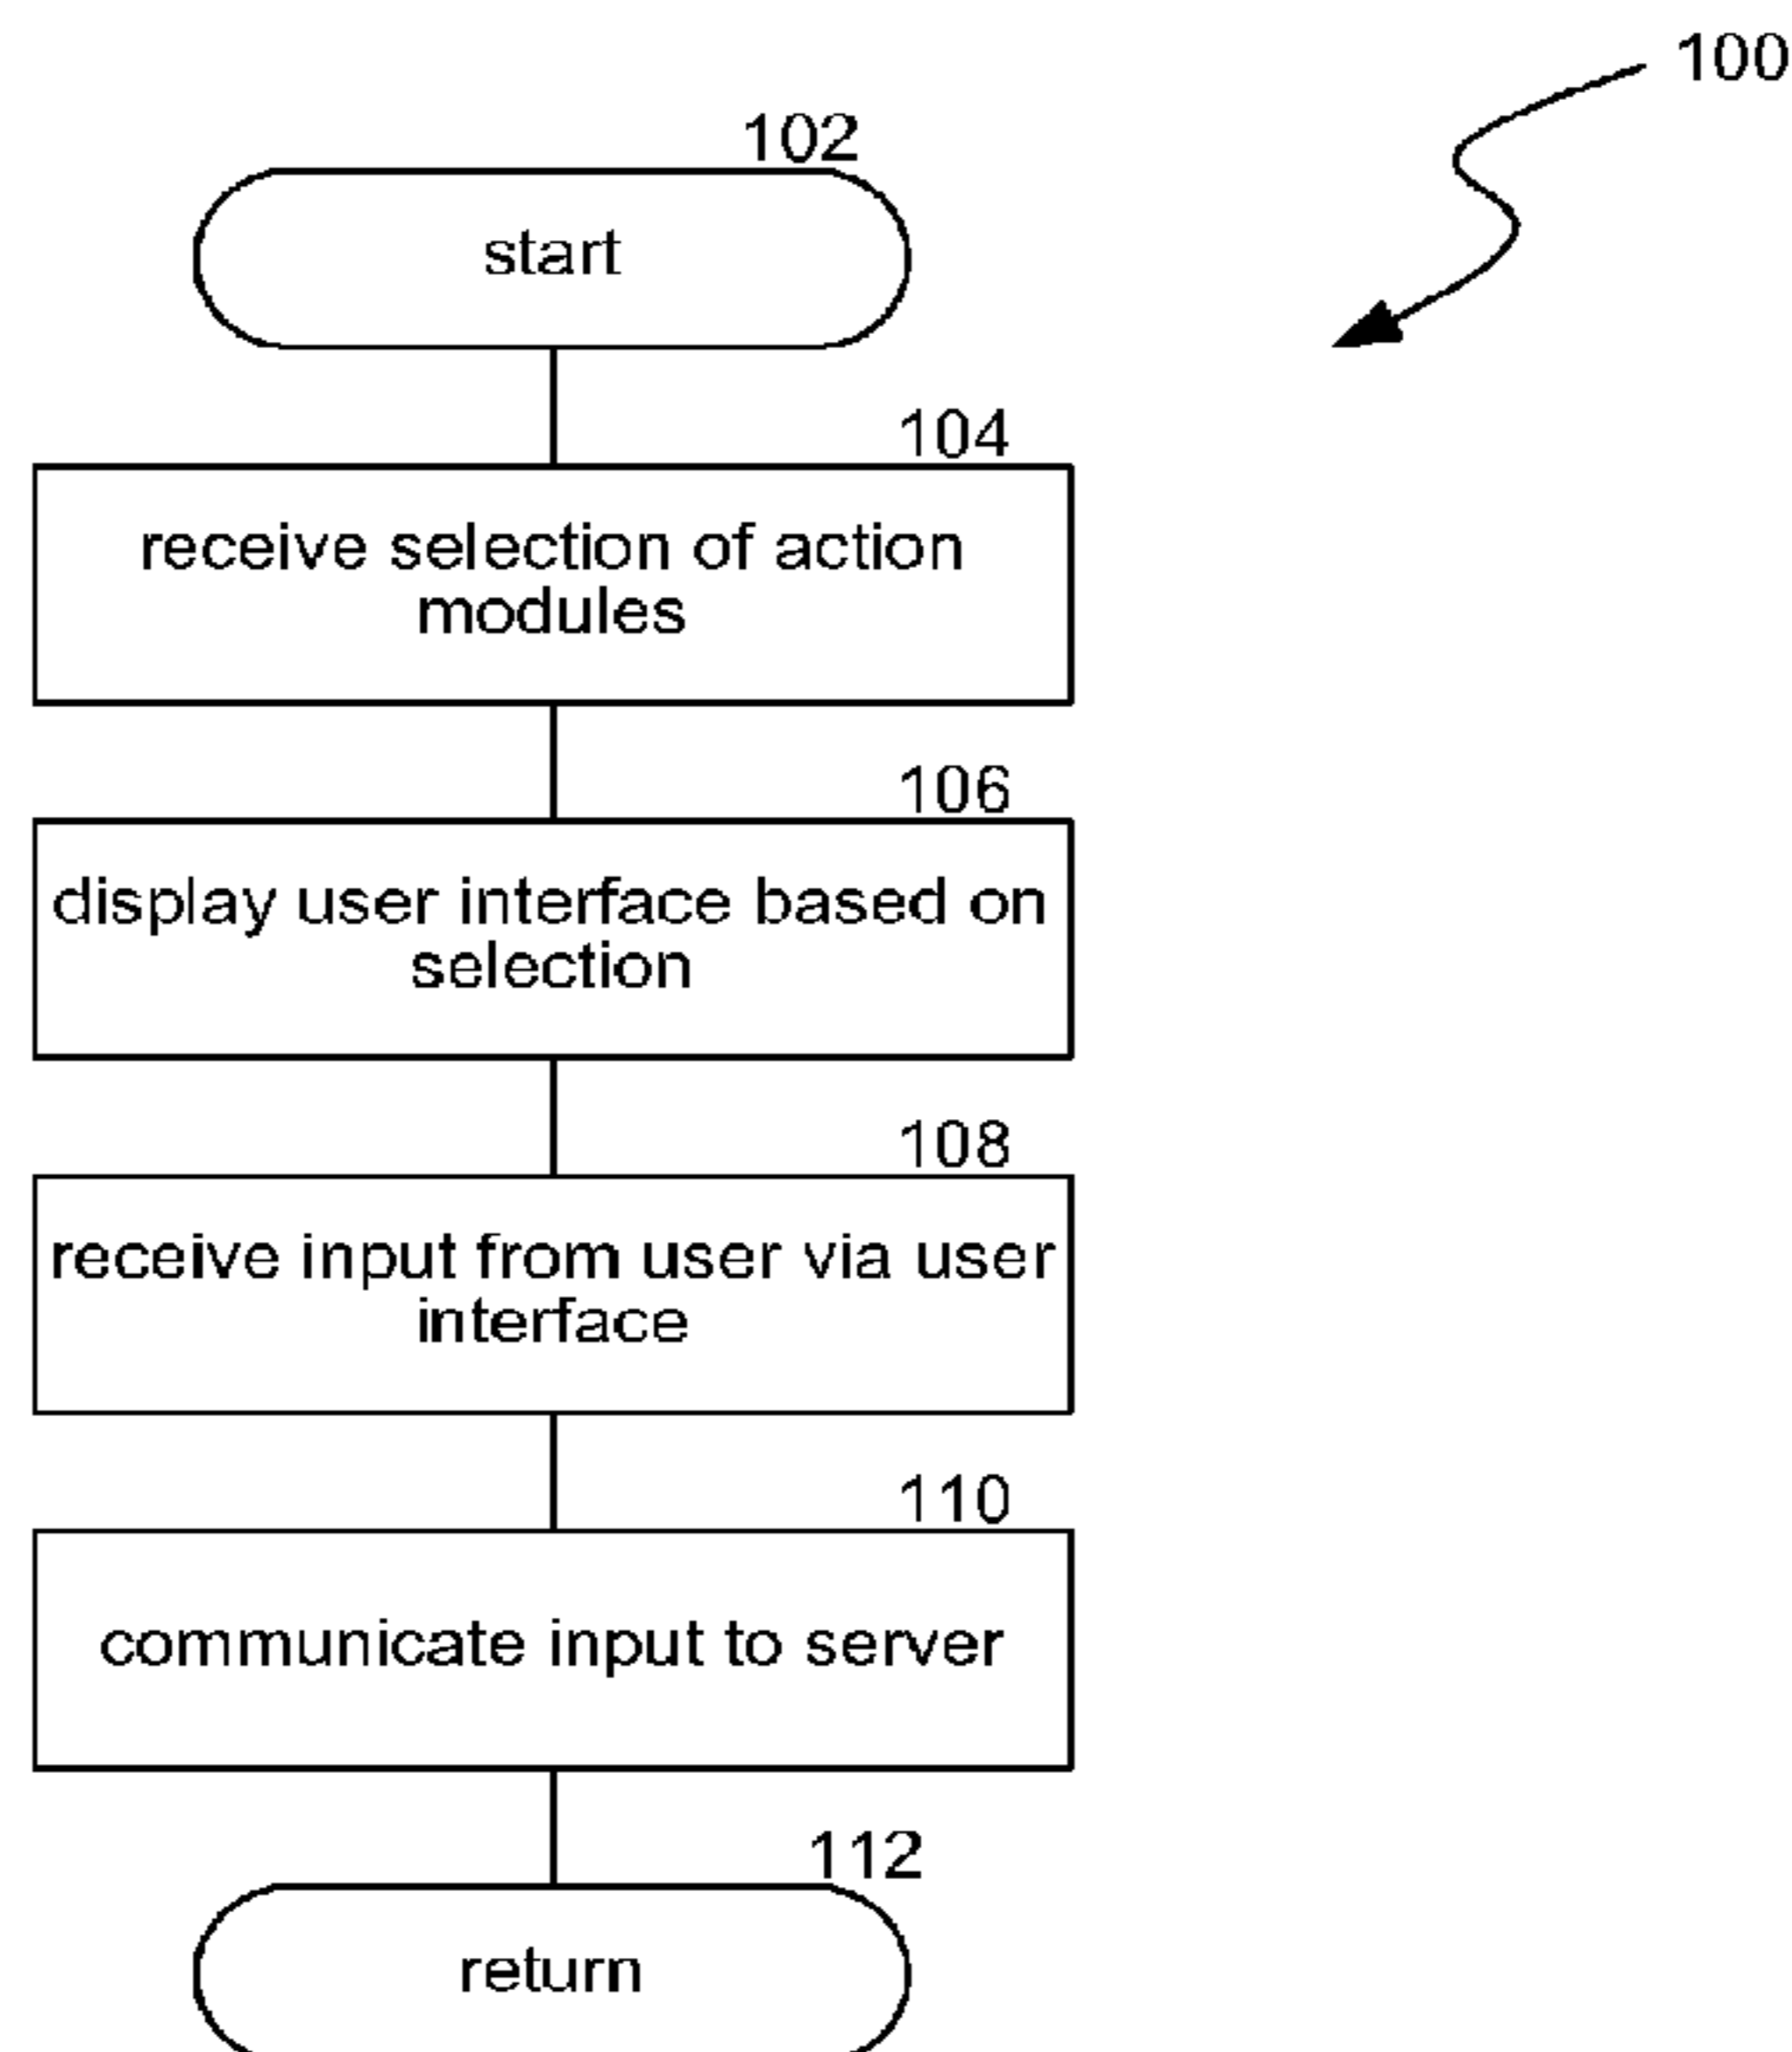 100
102
start
104
receive selection of action
modules
106
display user interface based on
selection
108
receive input from user via user
interface
110
communicate input to server
112
return